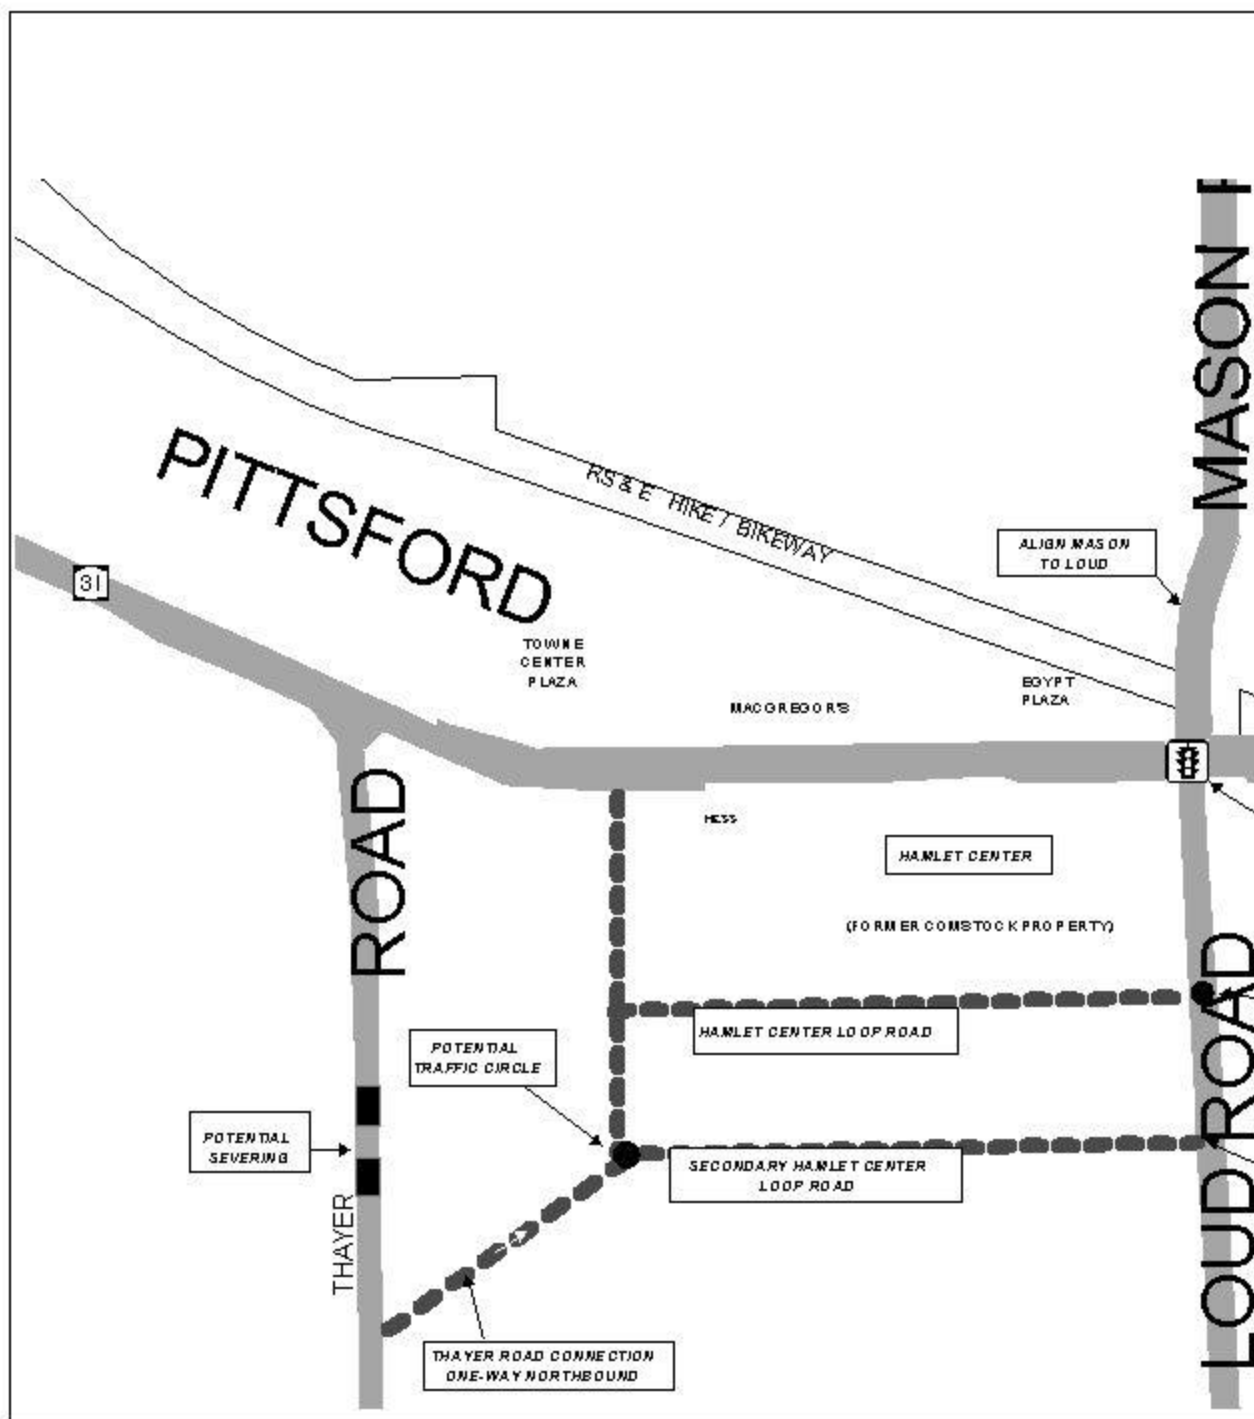 MASON
RS & E HIKE / BIKEWAY
PITTSFORD
ALIGN MASON
TO LOUD
31
TOWNE
CENTER
PLAZA
EGYPT
PLAZA
MACGREGOR'S
ROAD
HESS
HAMLET CENTER
(FORMER COMSTOCK PROPERTY)
HAMLET CENTER LOOP ROAD
POTENTIAL
TRAFFIC CIRCLE
POTENTIAL
SEVERING
SECONDARY HAMLET CENTER
LOOP ROAD
THAYER
LOUD ROAD
THAYER ROAD CONNECTION
ONE-WAY NORTHBOUND